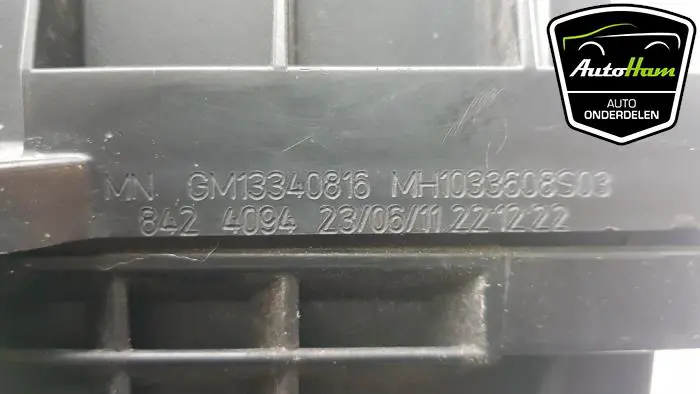 AutoHam
AUTO
ONDERDELEN
MN GM13340816 MH1033608S03
842 4094 23/06/11 22:12:22